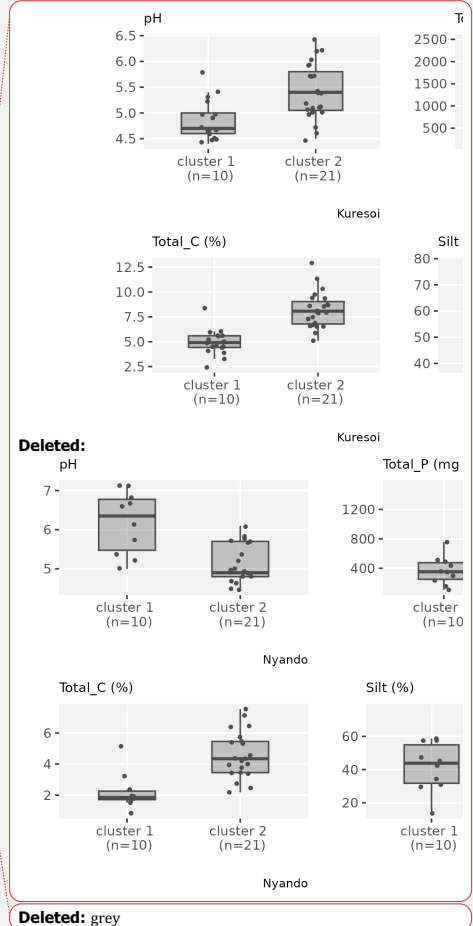 pH
6.5
6.0
5.5
5.0
4.5
cluster 1
(n=10)
cluster 2
(n=21)
2500
2000
1500
1000
500
Kuresoi
Total_C (%)
12.5
10.0
7.5
5.0
2.5
cluster 1
(n=10)
cluster 2
(n=21)
Silt
80
70
60
50
40
Kuresoi
Deleted:
pH
7
6
5
cluster 1
(n=10)
cluster 2
(n=21)
Total_P (mg
1200
800
400
cluster
(n=10
Nyando
Total_C (%)
6
4
2
cluster 1
(n=10)
cluster 2
(n=21)
Silt (%)
60
40
20
cluster 1
(n=10)
Nyando
Deleted: grey